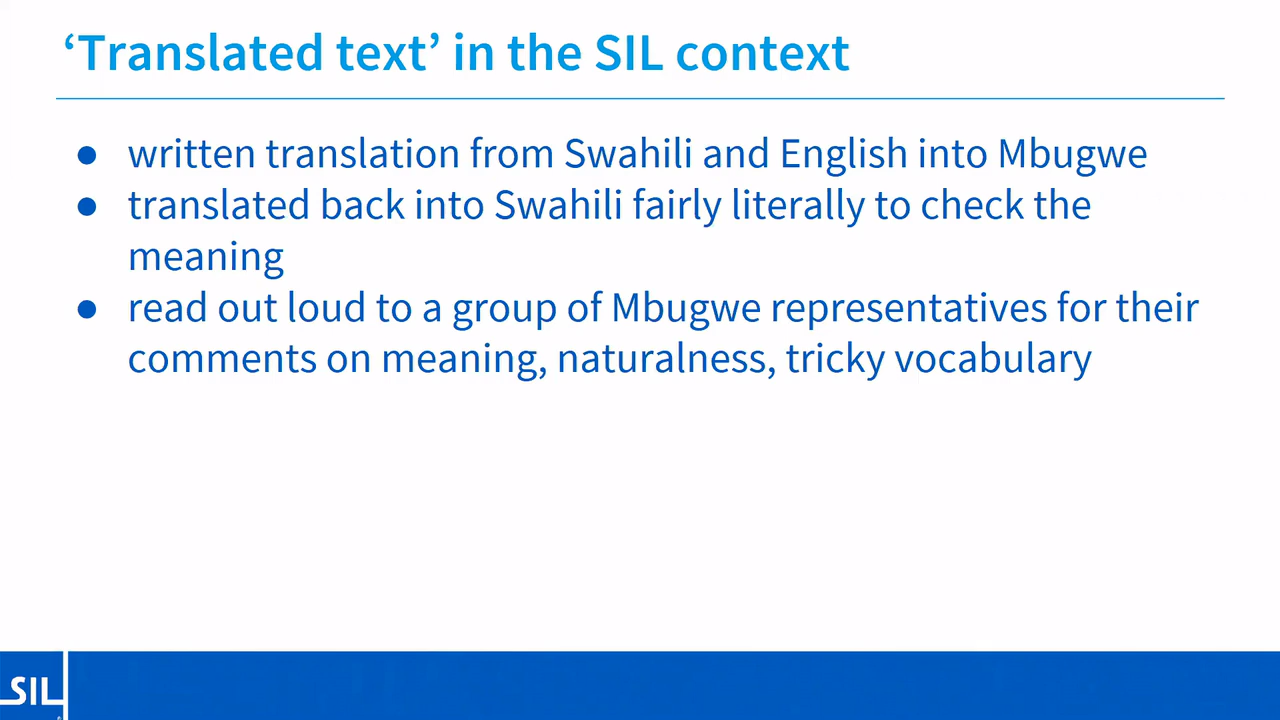 ‘Translated text’ in the SIL context
● written translation from Swahili and English into Mbugwe
● translated back into Swahili fairly literally to check the
meaning
● read out loud to a group of Mbugwe representatives for their
comments on meaning, naturalness, tricky vocabulary
SIL